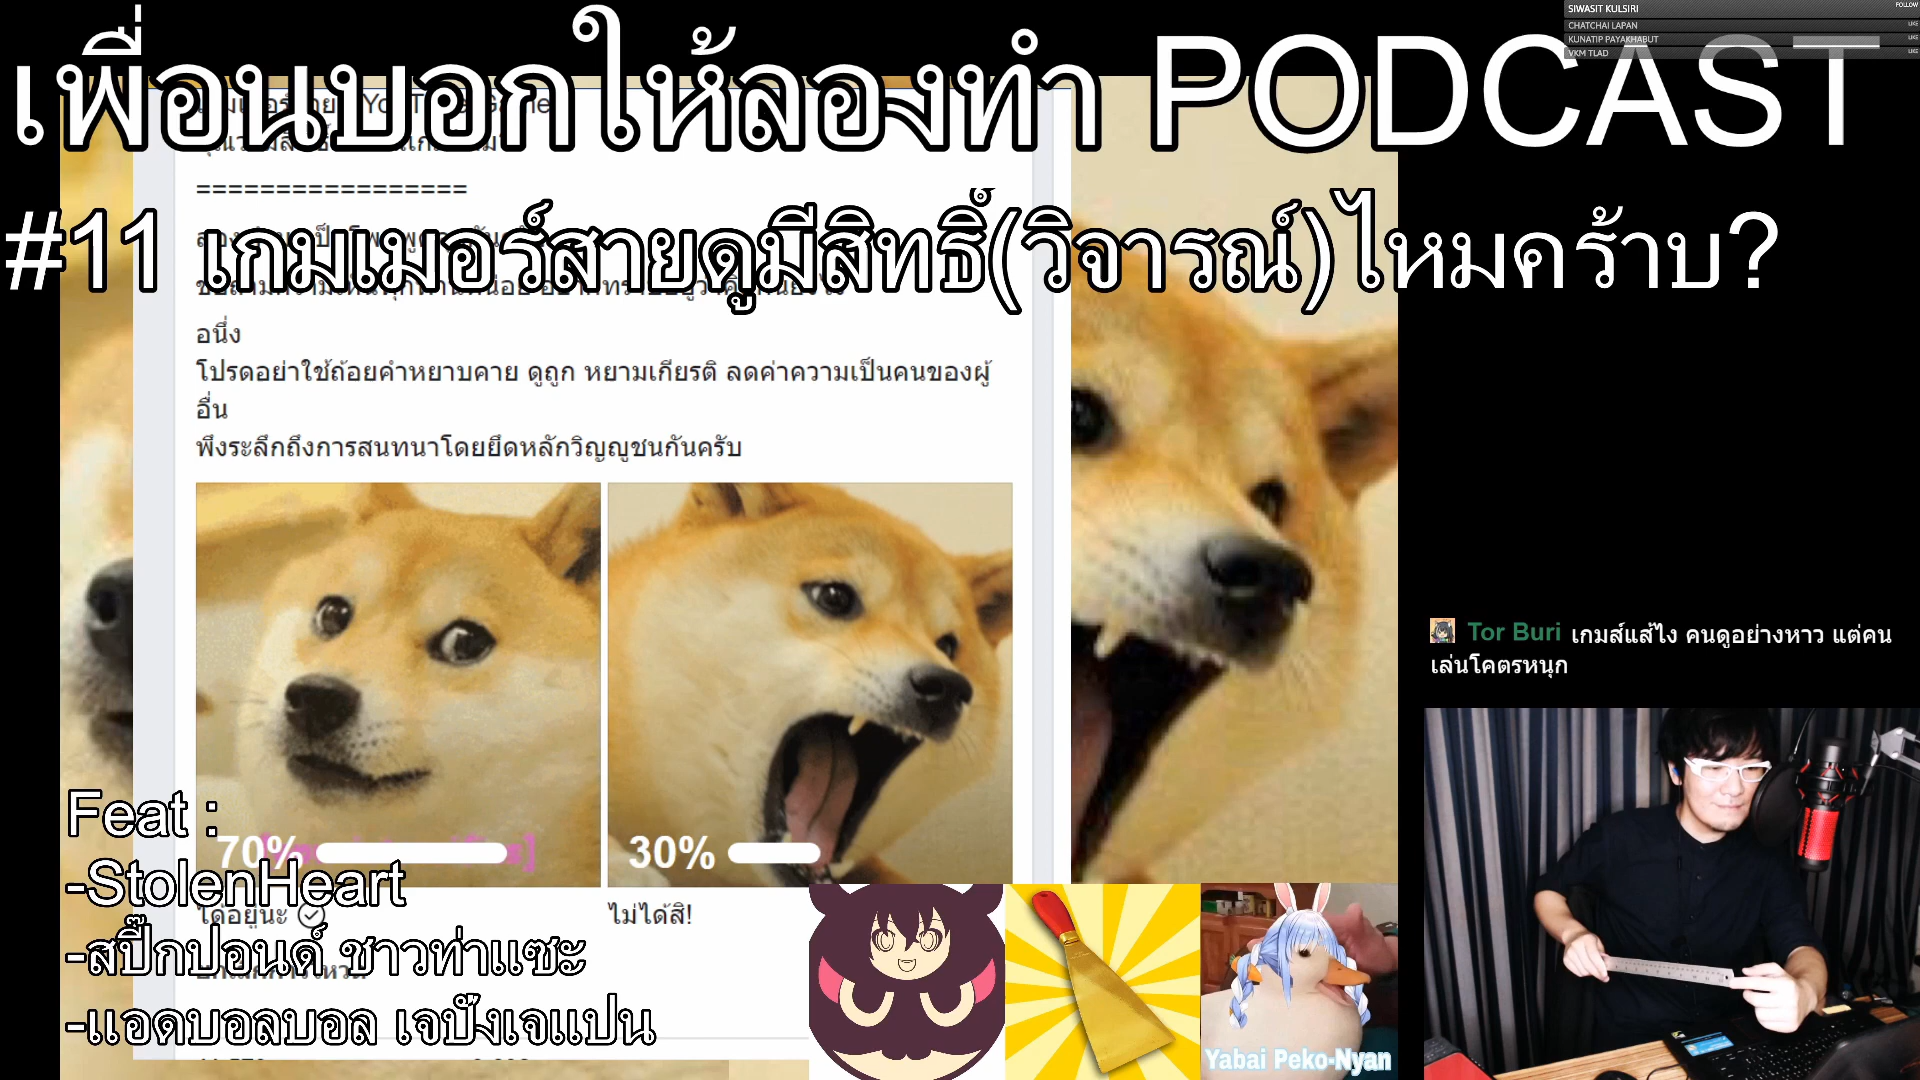 SIWASIT KULSIRI FOLLOW
CHATCHAI LAPAN LIKE
KUNATIP PAYAKHABUT LIKE
VKM TLAD LIKE
เพื่อนบอกให้ลองทำ PODCAST
=================
#11 เกมเมอร์สายดูมีสิทธิ์(วิจารณ์)ไหมคร้าบ?
อนึ่ง
โปรดอย่าใช้ถ้อยคำหยาบคาย ดูถูก หยามเกียรติ ลดค่าความเป็นคนของผู้
อื่น
พึงระลึกถึงการสนทนาโดยยึดหลักวิญญูชนกันครับ
Tor Buri เกมส์แส้ไง คนดูอย่างหาว แต่คน
เล่นโคตรหนุก
Feat :
70%
30%
-StolenHeart
ได้อยู่นะ
ไม่ได้สิ!
-สปี๊กปอนด์ ชาวท่าแซะ
-แอดบอลบอล เจปั๊งเจแปน
Yabai Peko-Nyan